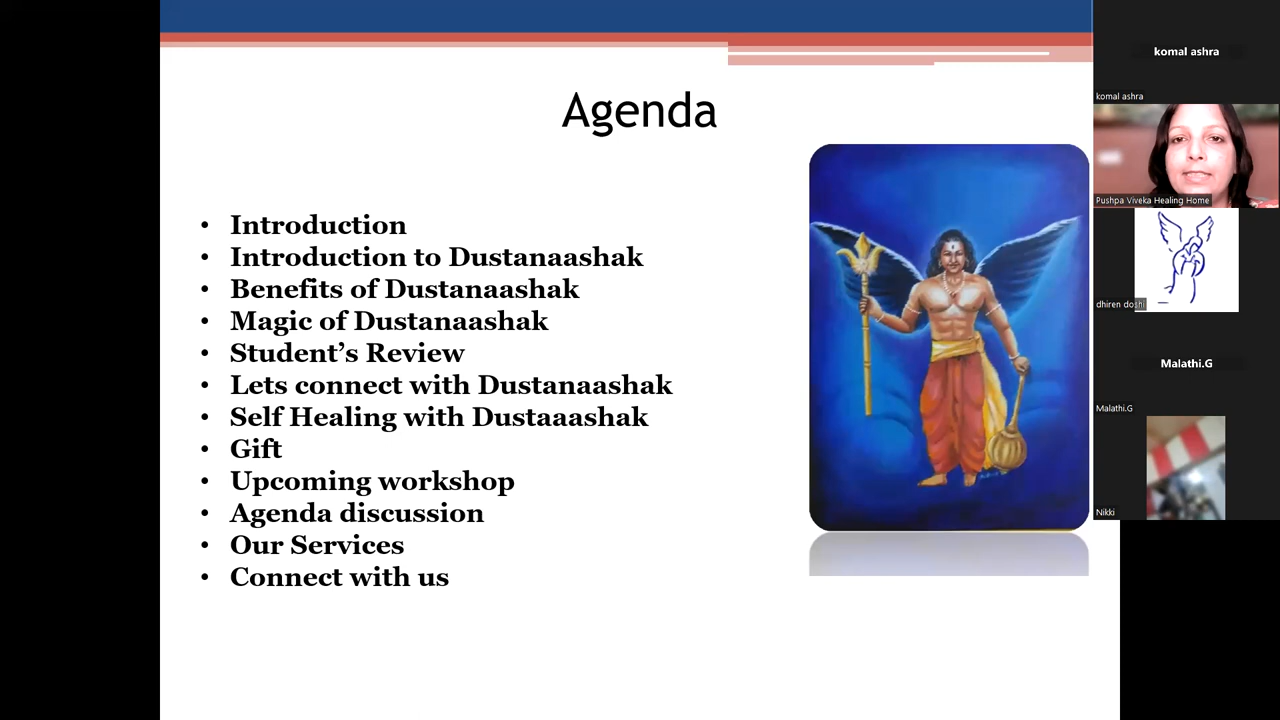 Agenda
• Introduction
• Introduction to Dustanaashak
• Benefits of Dustanaashak
• Magic of Dustanaashak
• Student’s Review
• Lets connect with Dustanaashak
• Self Healing with Dustaaashak
• Gift
• Upcoming workshop
• Agenda discussion
• Our Services
• Connect with us
komal ashra
komal ashra
Pushpa Viveka Healing Home
dhiren doshi
Malathi.G
Malathi.G
Nikki